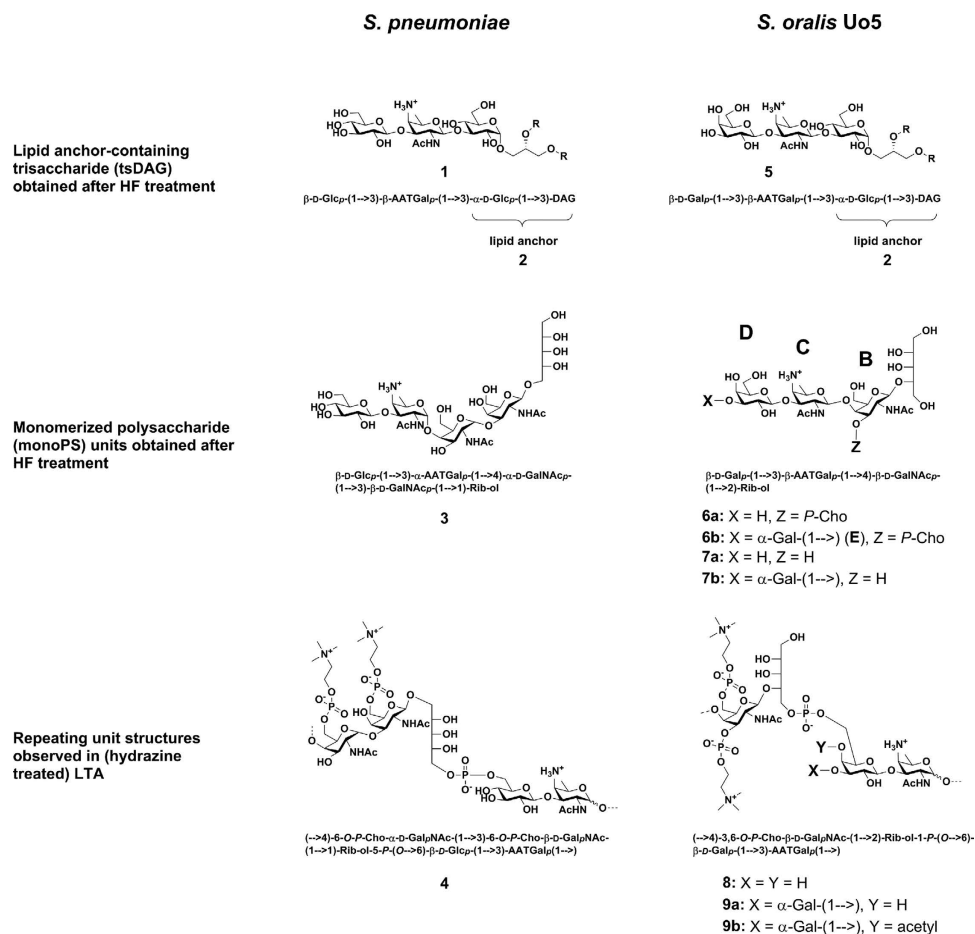 S. pneumoniae
S. oralis Uo5
Lipid anchor-containing
trisaccharide (tsDAG)
obtained after HF treatment
1
β-D-Glcp-(1-->3)-β-AATGalp-(1-->3)-α-D-Glcp-(1-->3)-DAG
lipid anchor
2
5
β-D-Galp-(1-->3)-β-AATGalp-(1-->3)-α-D-Glcp-(1-->3)-DAG
lipid anchor
2
Monomerized polysaccharide
(monoPS) units obtained after
HF treatment
β-D-Glcp-(1-->3)-α-AATGalp-(1-->4)-α-D-GalNAcp-
(1-->3)-β-D-GalNAcp-(1-->1)-Rib-ol
3
D
C
B
X
Z
β-D-Galp-(1-->3)-β-AATGalp-(1-->4)-β-D-GalNAcp-
(1-->2)-Rib-ol
6a: X = H, Z = P-Cho
6b: X = α-Gal-(1-->) (E), Z = P-Cho
7a: X = H, Z = H
7b: X = α-Gal-(1-->), Z = H
Repeating unit structures
observed in (hydrazine
treated) LTA
(-->4)-6-O-P-Cho-α-D-GalpNAc-(1-->3)-6-O-P-Cho-β-D-GalpNAc-
(1-->1)-Rib-ol-5-P-(O-->6)-β-D-Glcp-(1-->3)-AATGalp(1-->)
4
Y
X
(-->4)-3,6-O-P-Cho-β-D-GalpNAc-(1-->2)-Rib-ol-1-P-(O-->6)-
β-D-Galp-(1-->3)-AATGalp(1-->)
8: X = Y = H
9a: X = α-Gal-(1-->), Y = H
9b: X = α-Gal-(1-->), Y = acetyl